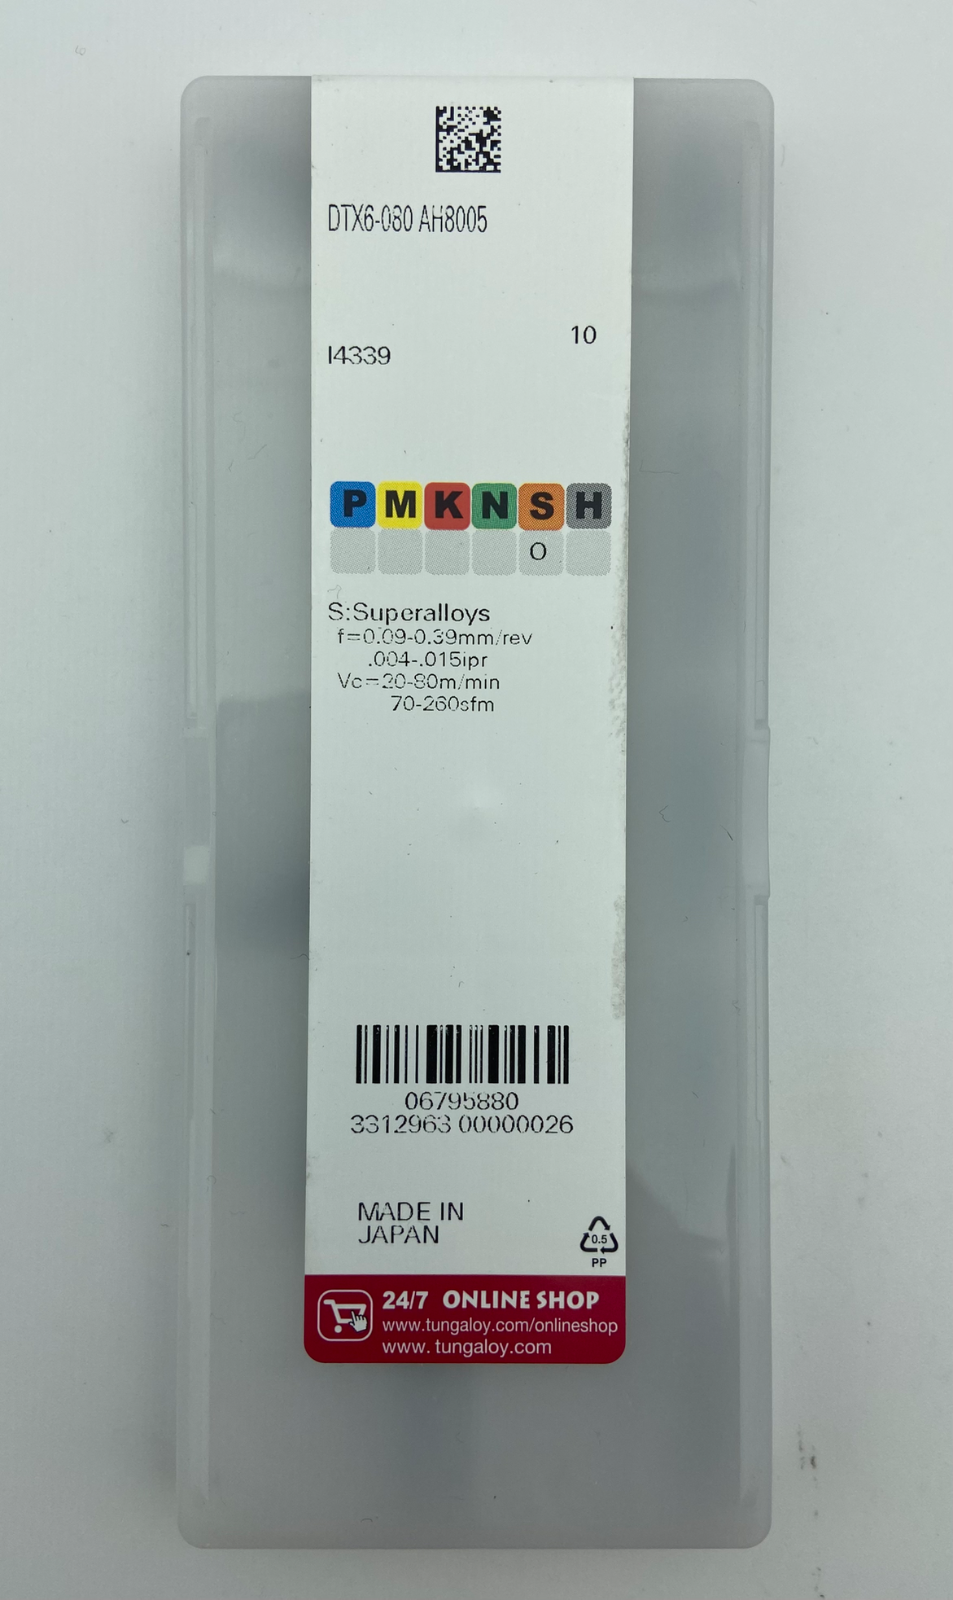 DTX6-080 AH8005
10
I4339
P M K N S H
O
S:Superalloys
f=0.09-0.39mm/rev
.004-.015ipr
Vc=20-80m/min
70-260sfm
06795880
3312963 00000026
MADE IN
JAPAN
0.5
PP
24/7 ONLINE SHOP
www.tungaloy.com/onlineshop
www. tungaloy.com